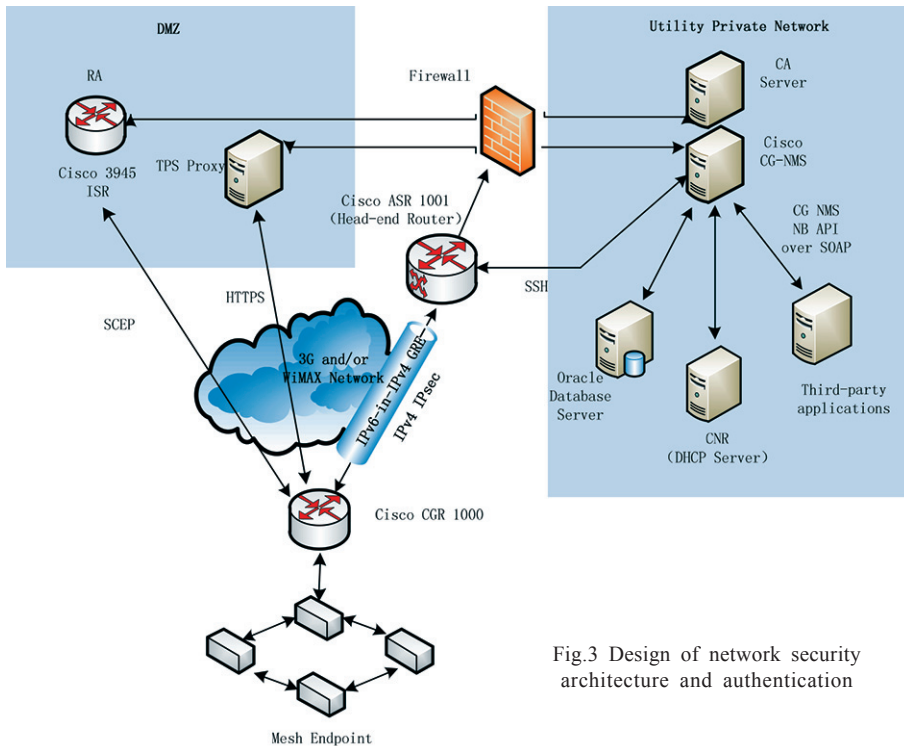 DMZ
Utility Private Network
RA
Firewall
CA
Server
Cisco 3945
ISR
TPS Proxy
Cisco
CG-NMS
Cisco ASR 1001
(Head-end Router)
CG NMS
NB API
over SOAP
SSH
SCEP
HTTPS
3G and/or
WiMAX Network
IPv6-in-IPv4 GRE
IPv4 IPsec
Oracle
Database
Server
CNR
(DHCP Server)
Third-party
applications
Cisco CGR 1000
Mesh Endpoint
Fig.3 Design of network security
architecture and authentication